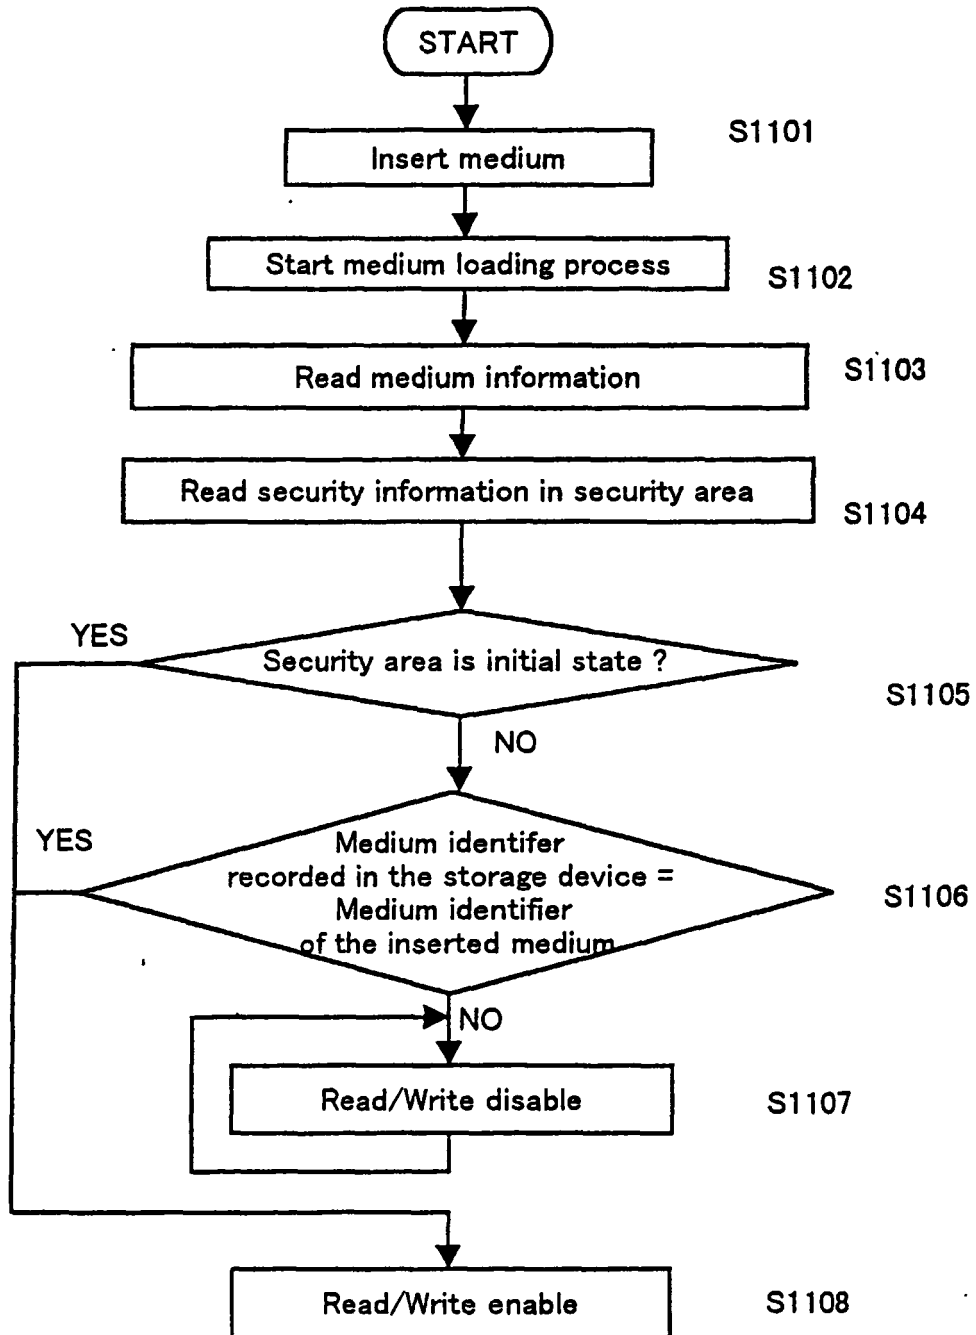 START
S1101
Insert medium
Start medium loading process
S1102
Read medium information
S1103
Read security information in security area
S1104
YES
Security area is initial state ?
S1105
NO
YES
Medium identifer
recorded in the storage device =
Medium identifier
of the inserted medium
S1106
NO
Read/Write disable
S1107
Read/Write enable
S1108